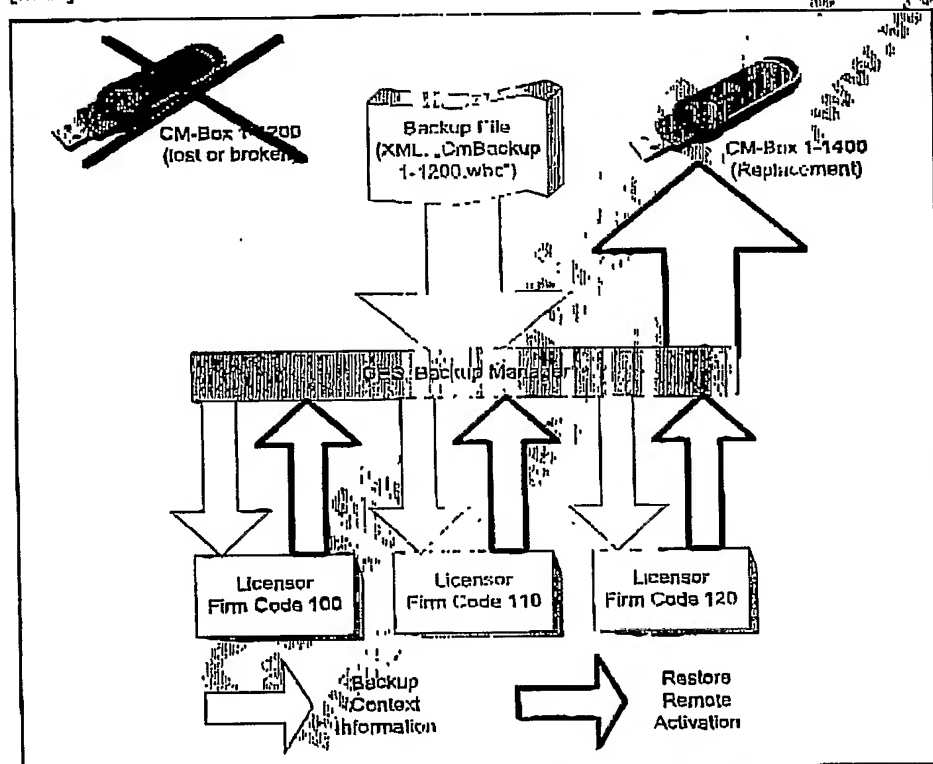 CM-Box 1-1200
(lost or broken)
Backup File
(XML: „CmBackup
1-1200.wbc")
CM-Box 1-1400
(Replacement)
Backup Manager
Licensor
Firm Code 100
Licensor
Firm Code 110
Licensor
Firm Code 120
Backup
Context
Information
Restore
Remote
Activation